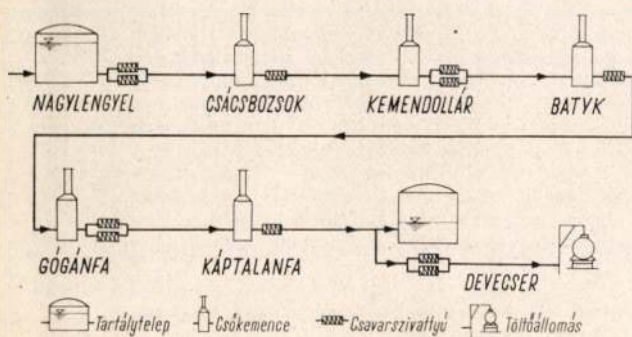 NAGYLENGYEL CSÁCSBOZSOK KEMENDOLLÁR BATYK
GÓGÁNFA KÁPTALANFA DEVECSER
Tartálytelep Csőkemence Csavarszivattyú Töltőállomás